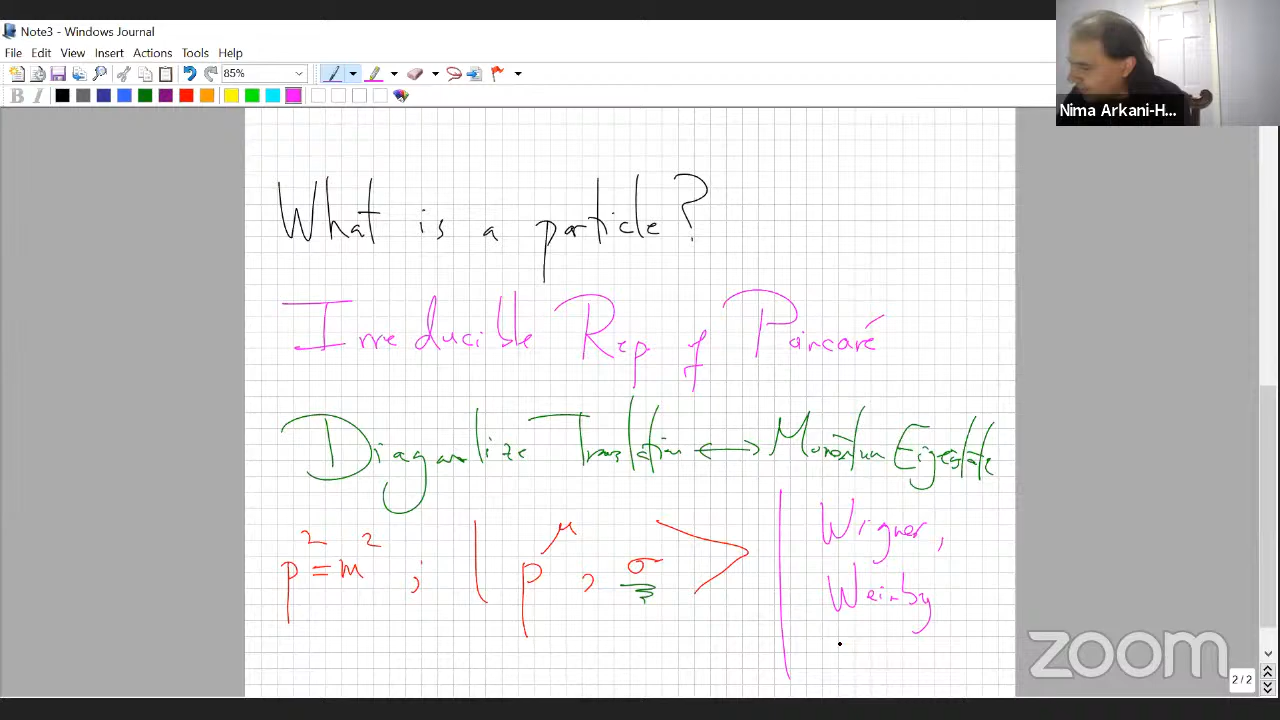 Note3 - Windows Journal
File Edit View Insert Actions Tools Help
85%
B I
Nima Arkani-H...
What is a particle?
Irreducible Rep of Poincaré
Diagonalize Translation ⟷ Momentum Eigenstate
p² = m² ; | p^μ, σ >
Wigner,
Weinberg
zoom
2 / 2